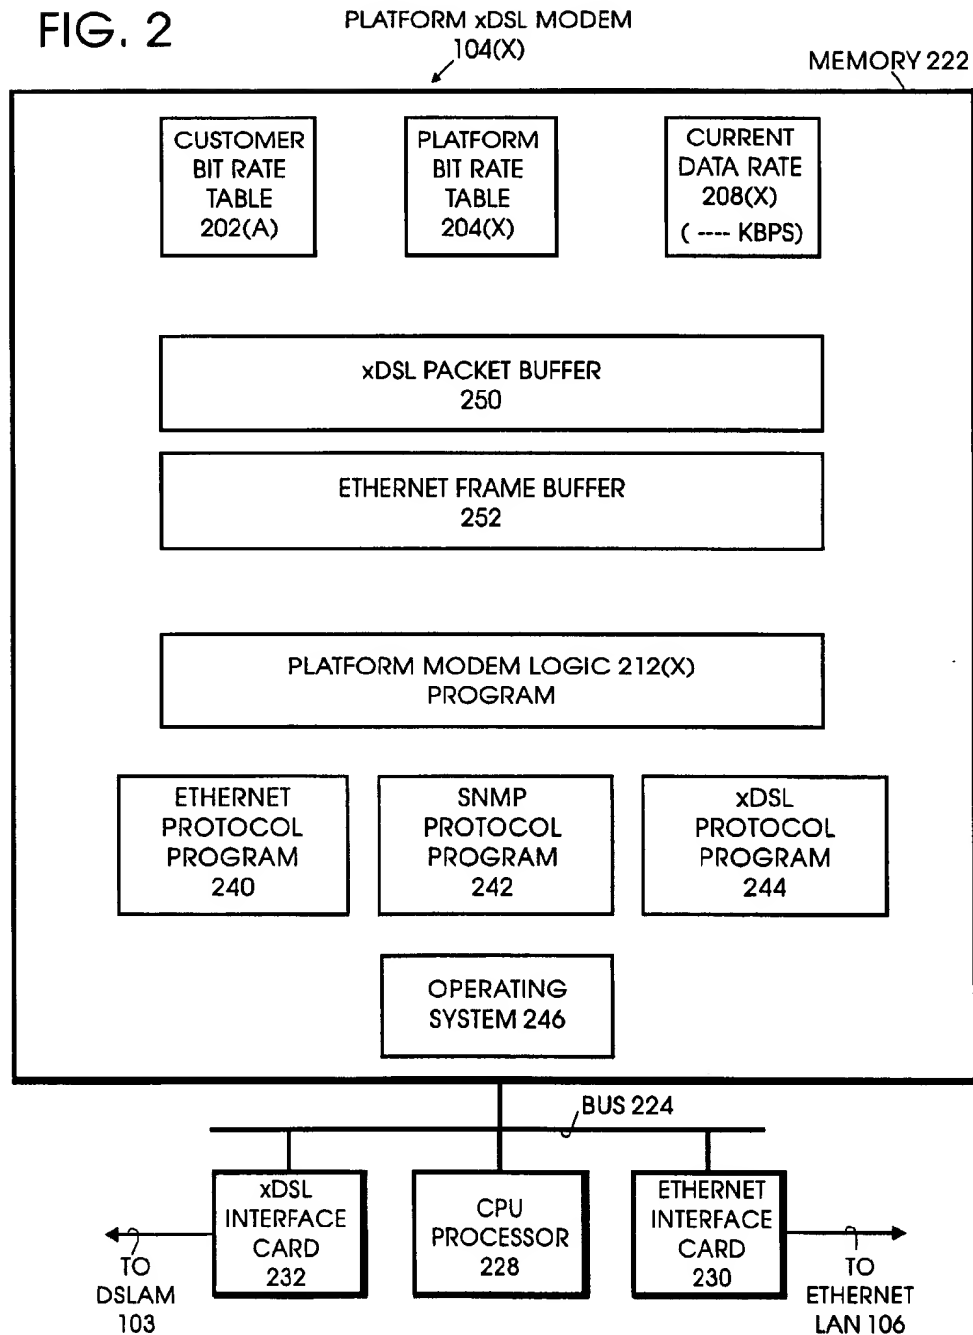 FIG. 2
PLATFORM xDSL MODEM
104(X)
MEMORY 222
CUSTOMER
BIT RATE
TABLE
202(A)
PLATFORM
BIT RATE
TABLE
204(X)
CURRENT
DATA RATE
208(X)
( ---- KBPS)
xDSL PACKET BUFFER
250
ETHERNET FRAME BUFFER
252
PLATFORM MODEM LOGIC 212(X)
PROGRAM
ETHERNET
PROTOCOL
PROGRAM
240
SNMP
PROTOCOL
PROGRAM
242
xDSL
PROTOCOL
PROGRAM
244
OPERATING
SYSTEM 246
BUS 224
xDSL
INTERFACE
CARD
232
CPU
PROCESSOR
228
ETHERNET
INTERFACE
CARD
230
TO
DSLAM
103
TO
ETHERNET
LAN 106